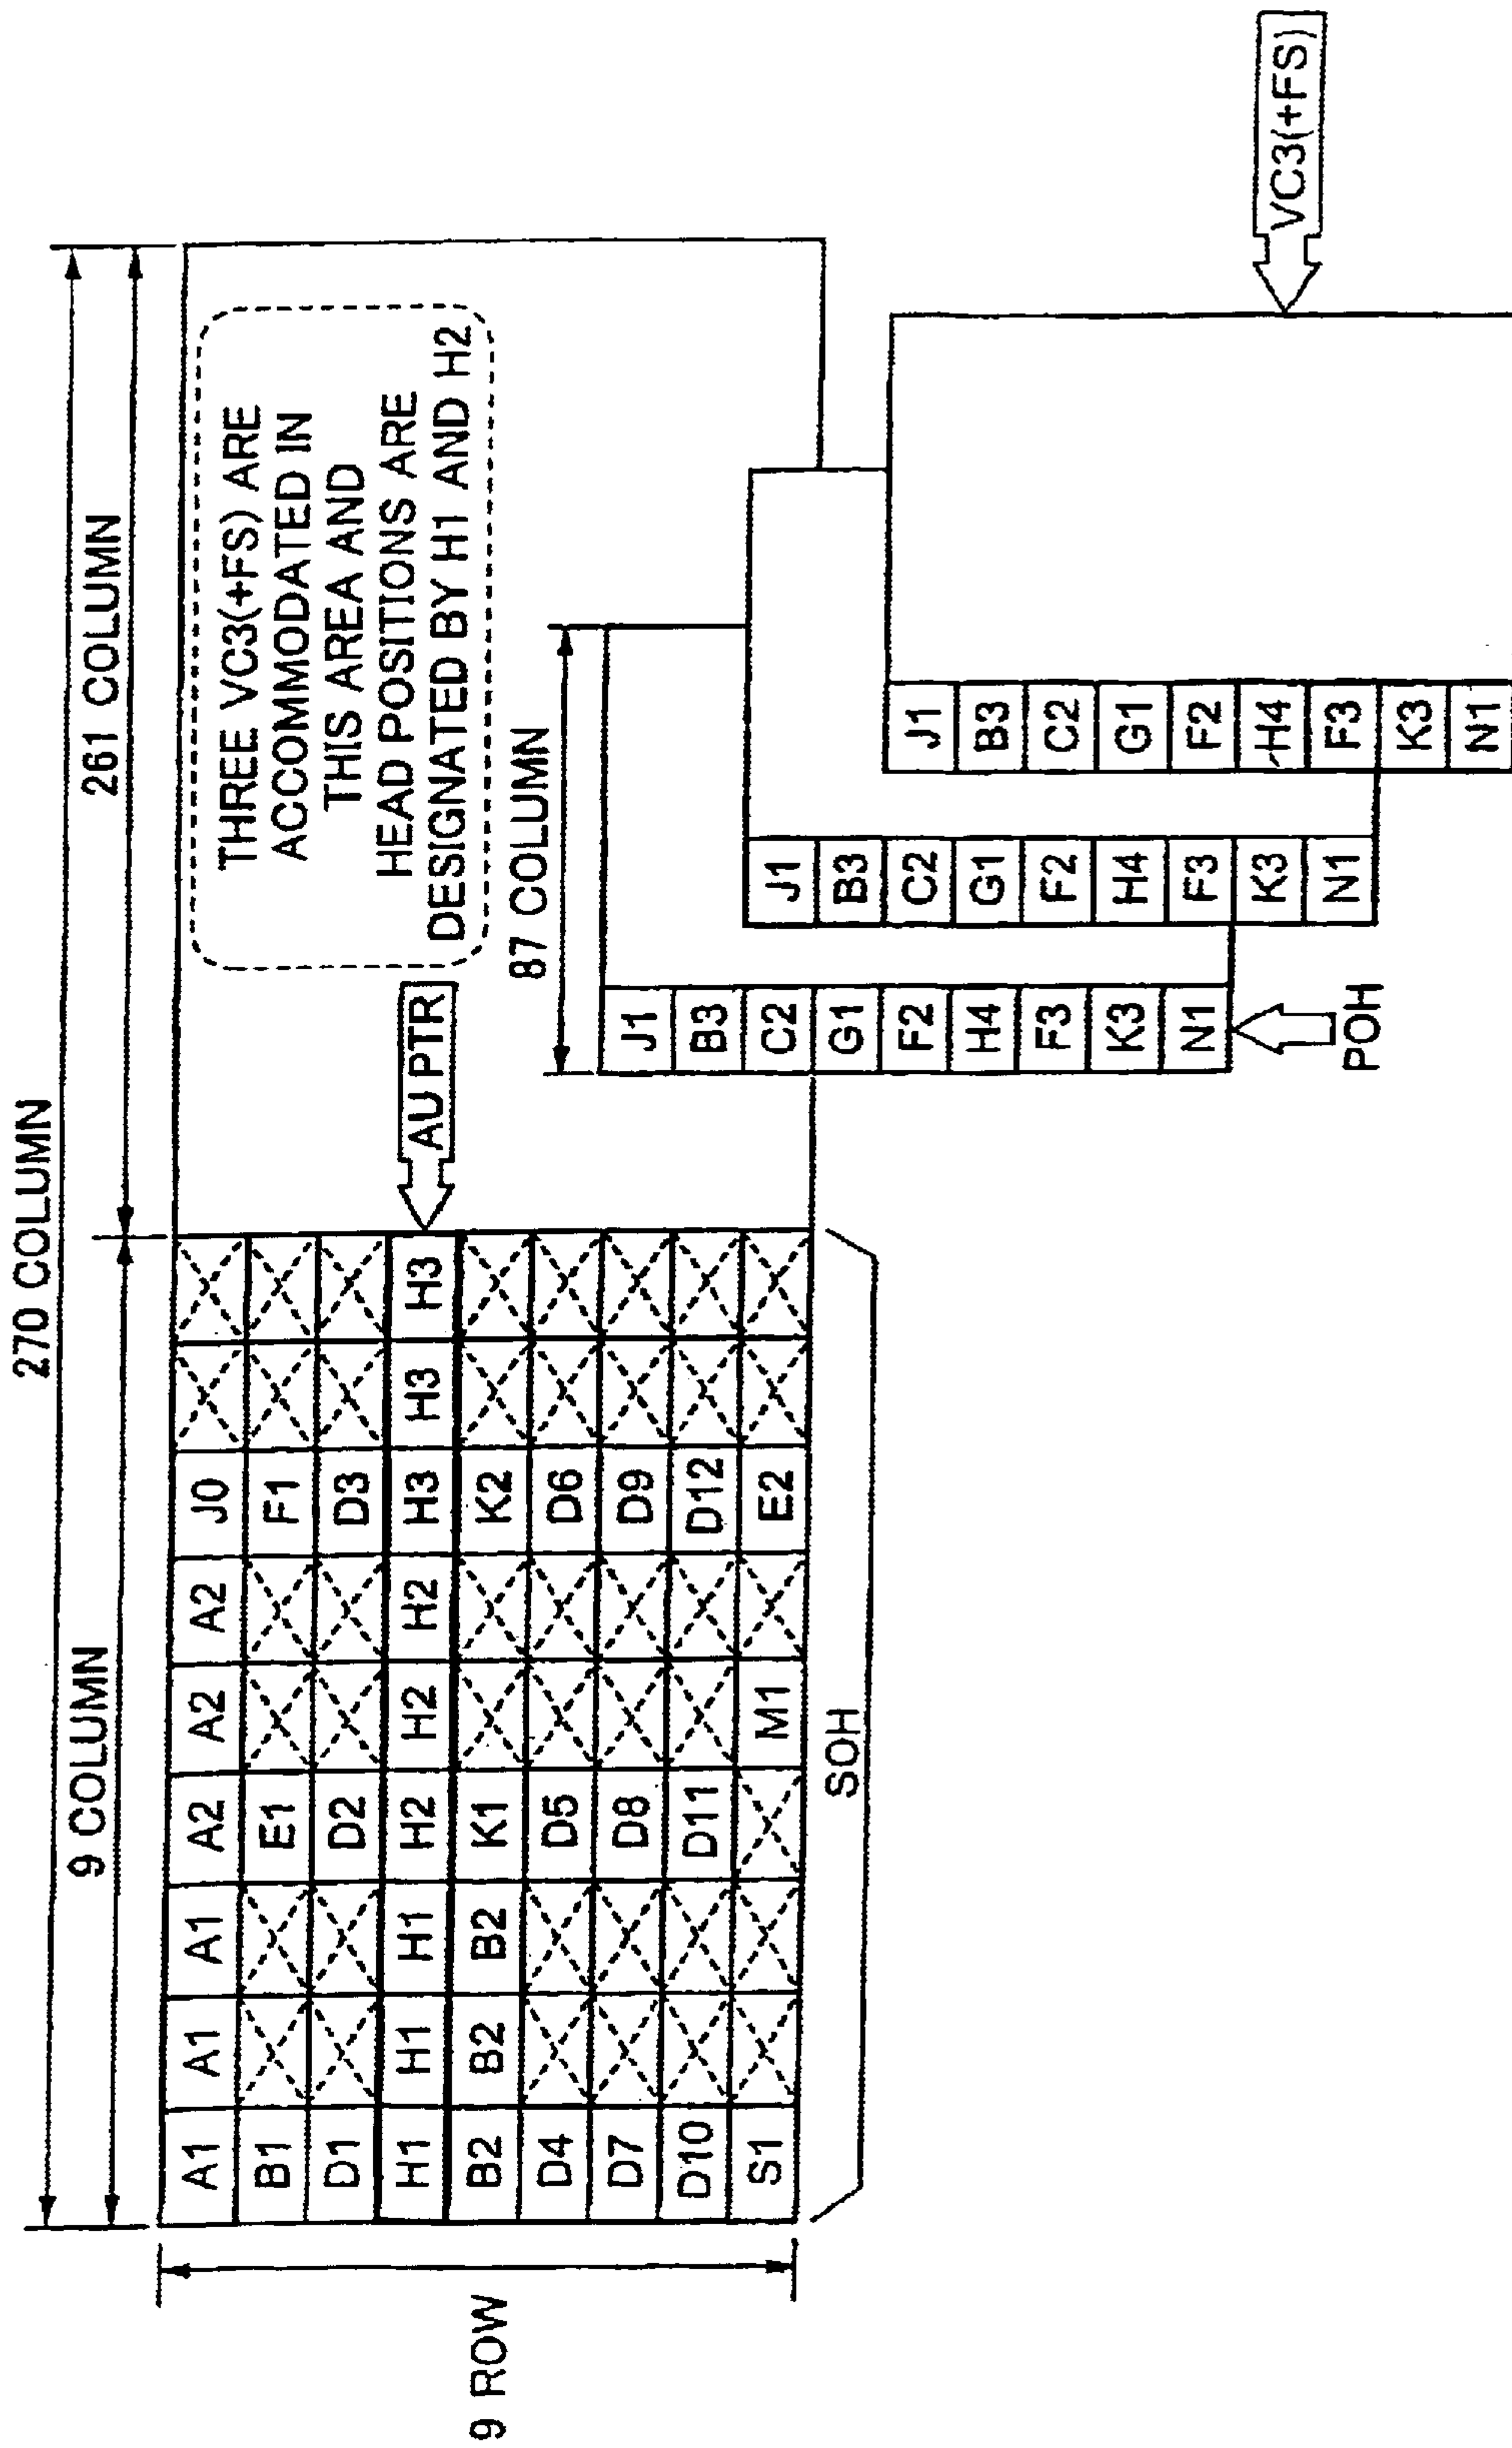 270 COLUMN
9 COLUMN
261 COLUMN
9 ROW
A1 A1 A1 A2 A2 A2 J0
B1 E1 F1
D1 D2 D3
H1 H1 H1 H2 H2 H2 H3 H3 H3
B2 B2 B2 K1 K2
D4 D5 D6
D7 D8 D9
D10 D11 D12
S1 M1 E2
SOH
AU PTR
THREE VC3(+FS) ARE
ACCOMMODATED IN
THIS AREA AND
HEAD POSITIONS ARE
DESIGNATED BY H1 AND H2
87 COLUMN
J1
B3
C2
G1
F2
H4
F3
K3
N1
POH
J1
B3
C2
G1
F2
H4
F3
K3
N1
J1
B3
C2
G1
F2
H4
F3
K3
N1
VC3(+FS)